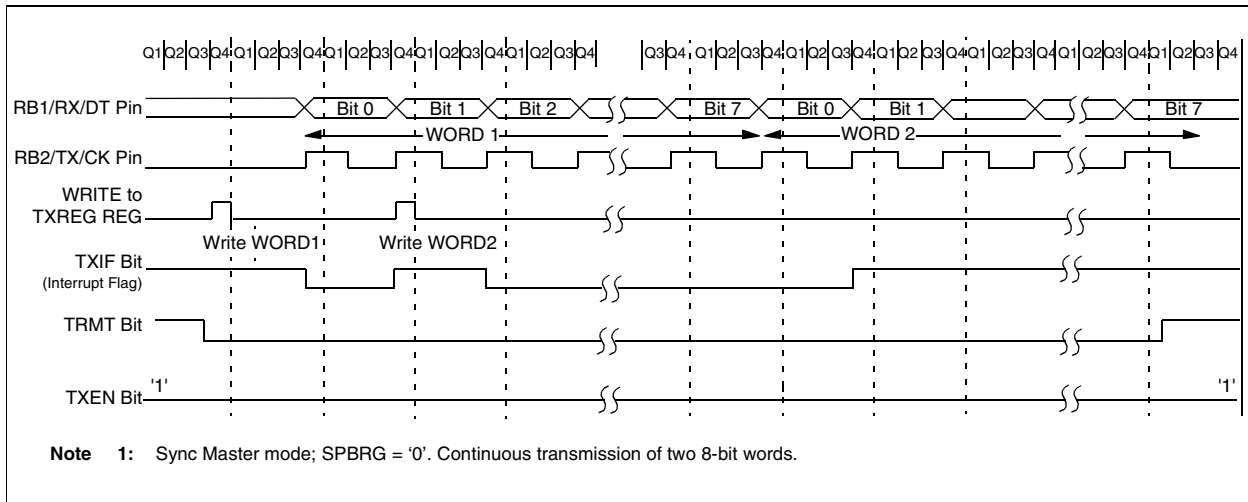 Q1 Q2 Q3 Q4 Q1 Q2 Q3 Q4 Q1 Q2 Q3 Q4 Q1 Q2 Q3 Q4 Q1 Q2 Q3 Q4 Q3 Q4 Q1 Q2 Q3 Q4 Q1 Q2 Q3 Q4 Q1 Q2 Q3 Q4 Q1 Q2 Q3 Q4 Q1 Q2 Q3 Q4 Q1 Q2 Q3 Q4
RB1/RX/DT Pin Bit 0 Bit 1 Bit 2 Bit 7 Bit 0 Bit 1 Bit 7
WORD 1 WORD 2
RB2/TX/CK Pin
WRITE to
TXREG REG
Write WORD1 Write WORD2
TXIF Bit
(Interrupt Flag)
TRMT Bit
'1' '1'
TXEN Bit
Note 1: Sync Master mode; SPBRG = ‘0’. Continuous transmission of two 8-bit words.